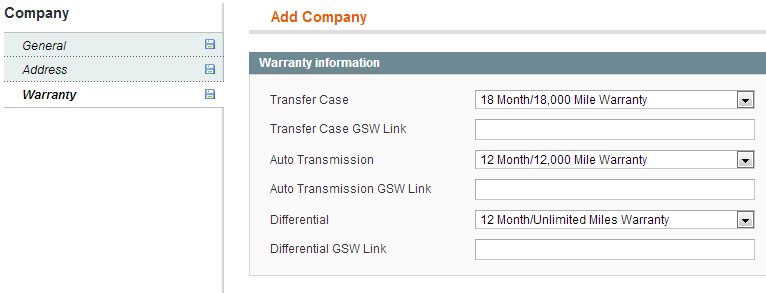 Company
General
Address
Warranty
Add Company
Warranty information
Transfer Case
18 Month/18,000 Mile Warranty
Transfer Case GSW Link
Auto Transmission
12 Month/12,000 Mile Warranty
Auto Transmission GSW Link
Differential
12 Month/Unlimited Miles Warranty
Differential GSW Link